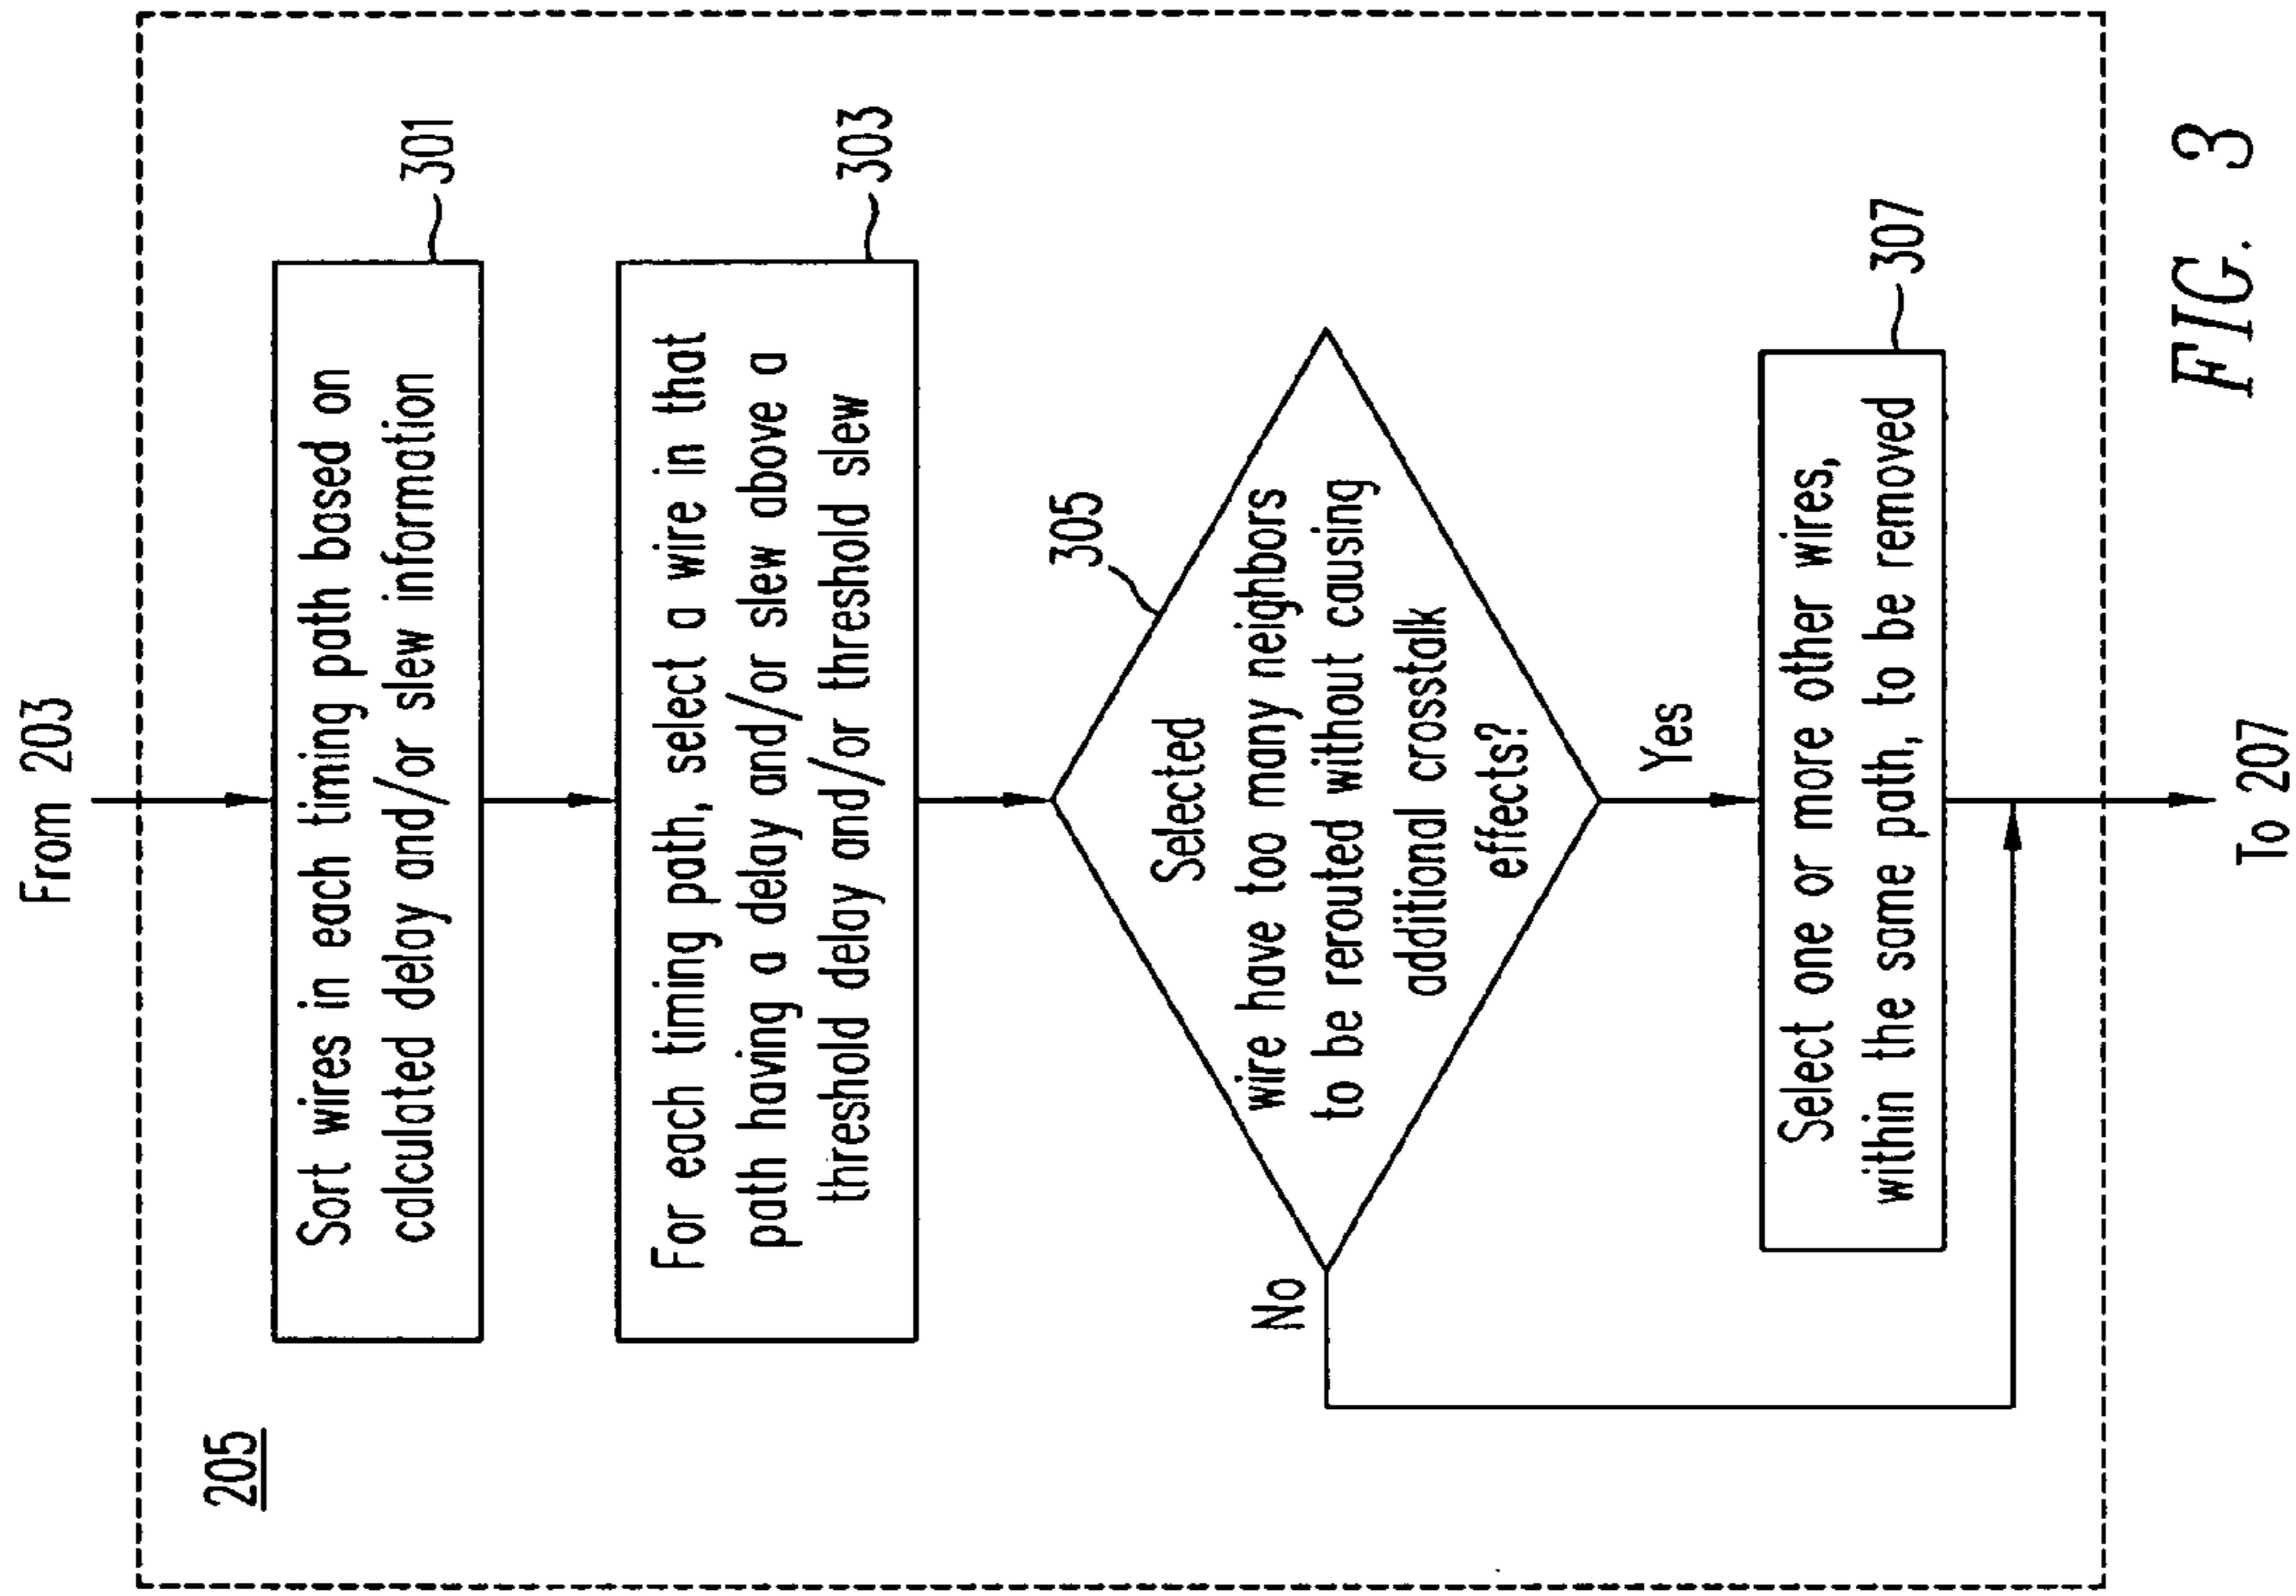 From 203
205
Sort wires in each timing path based on
calculated delay and/or slew information
301
For each timing path, select a wire in that
path having a delay and/or slew above a
threshold delay and/or threshold slew
303
305
Selected
wire have too many neighbors
to be rerouted without causing
additional crosstalk
effects?
No
Yes
Select one or more other wires,
within the some path, to be removed
307
To 207
FIG. 3